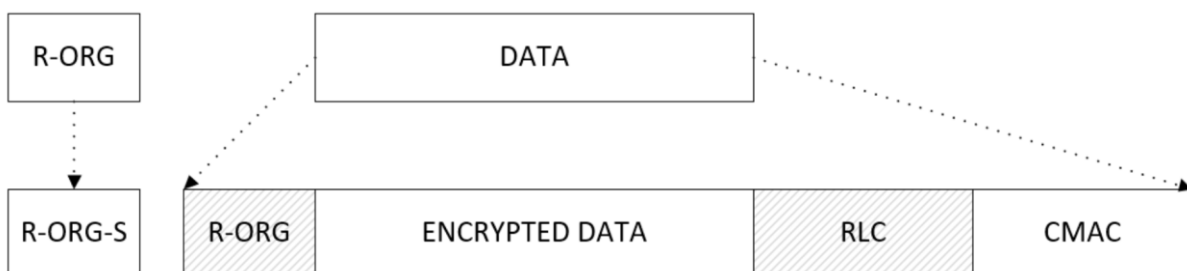 R-ORG
DATA
R-ORG-S
R-ORG
ENCRYPTED DATA
RLC
CMAC